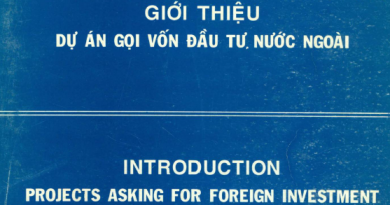 GIỚI THIỆU
DỰ ÁN GỌI VỐN ĐẦU TƯ NƯỚC NGOÀI
INTRODUCTION
PROJECTS ASKING FOR FOREIGN INVESTMENT